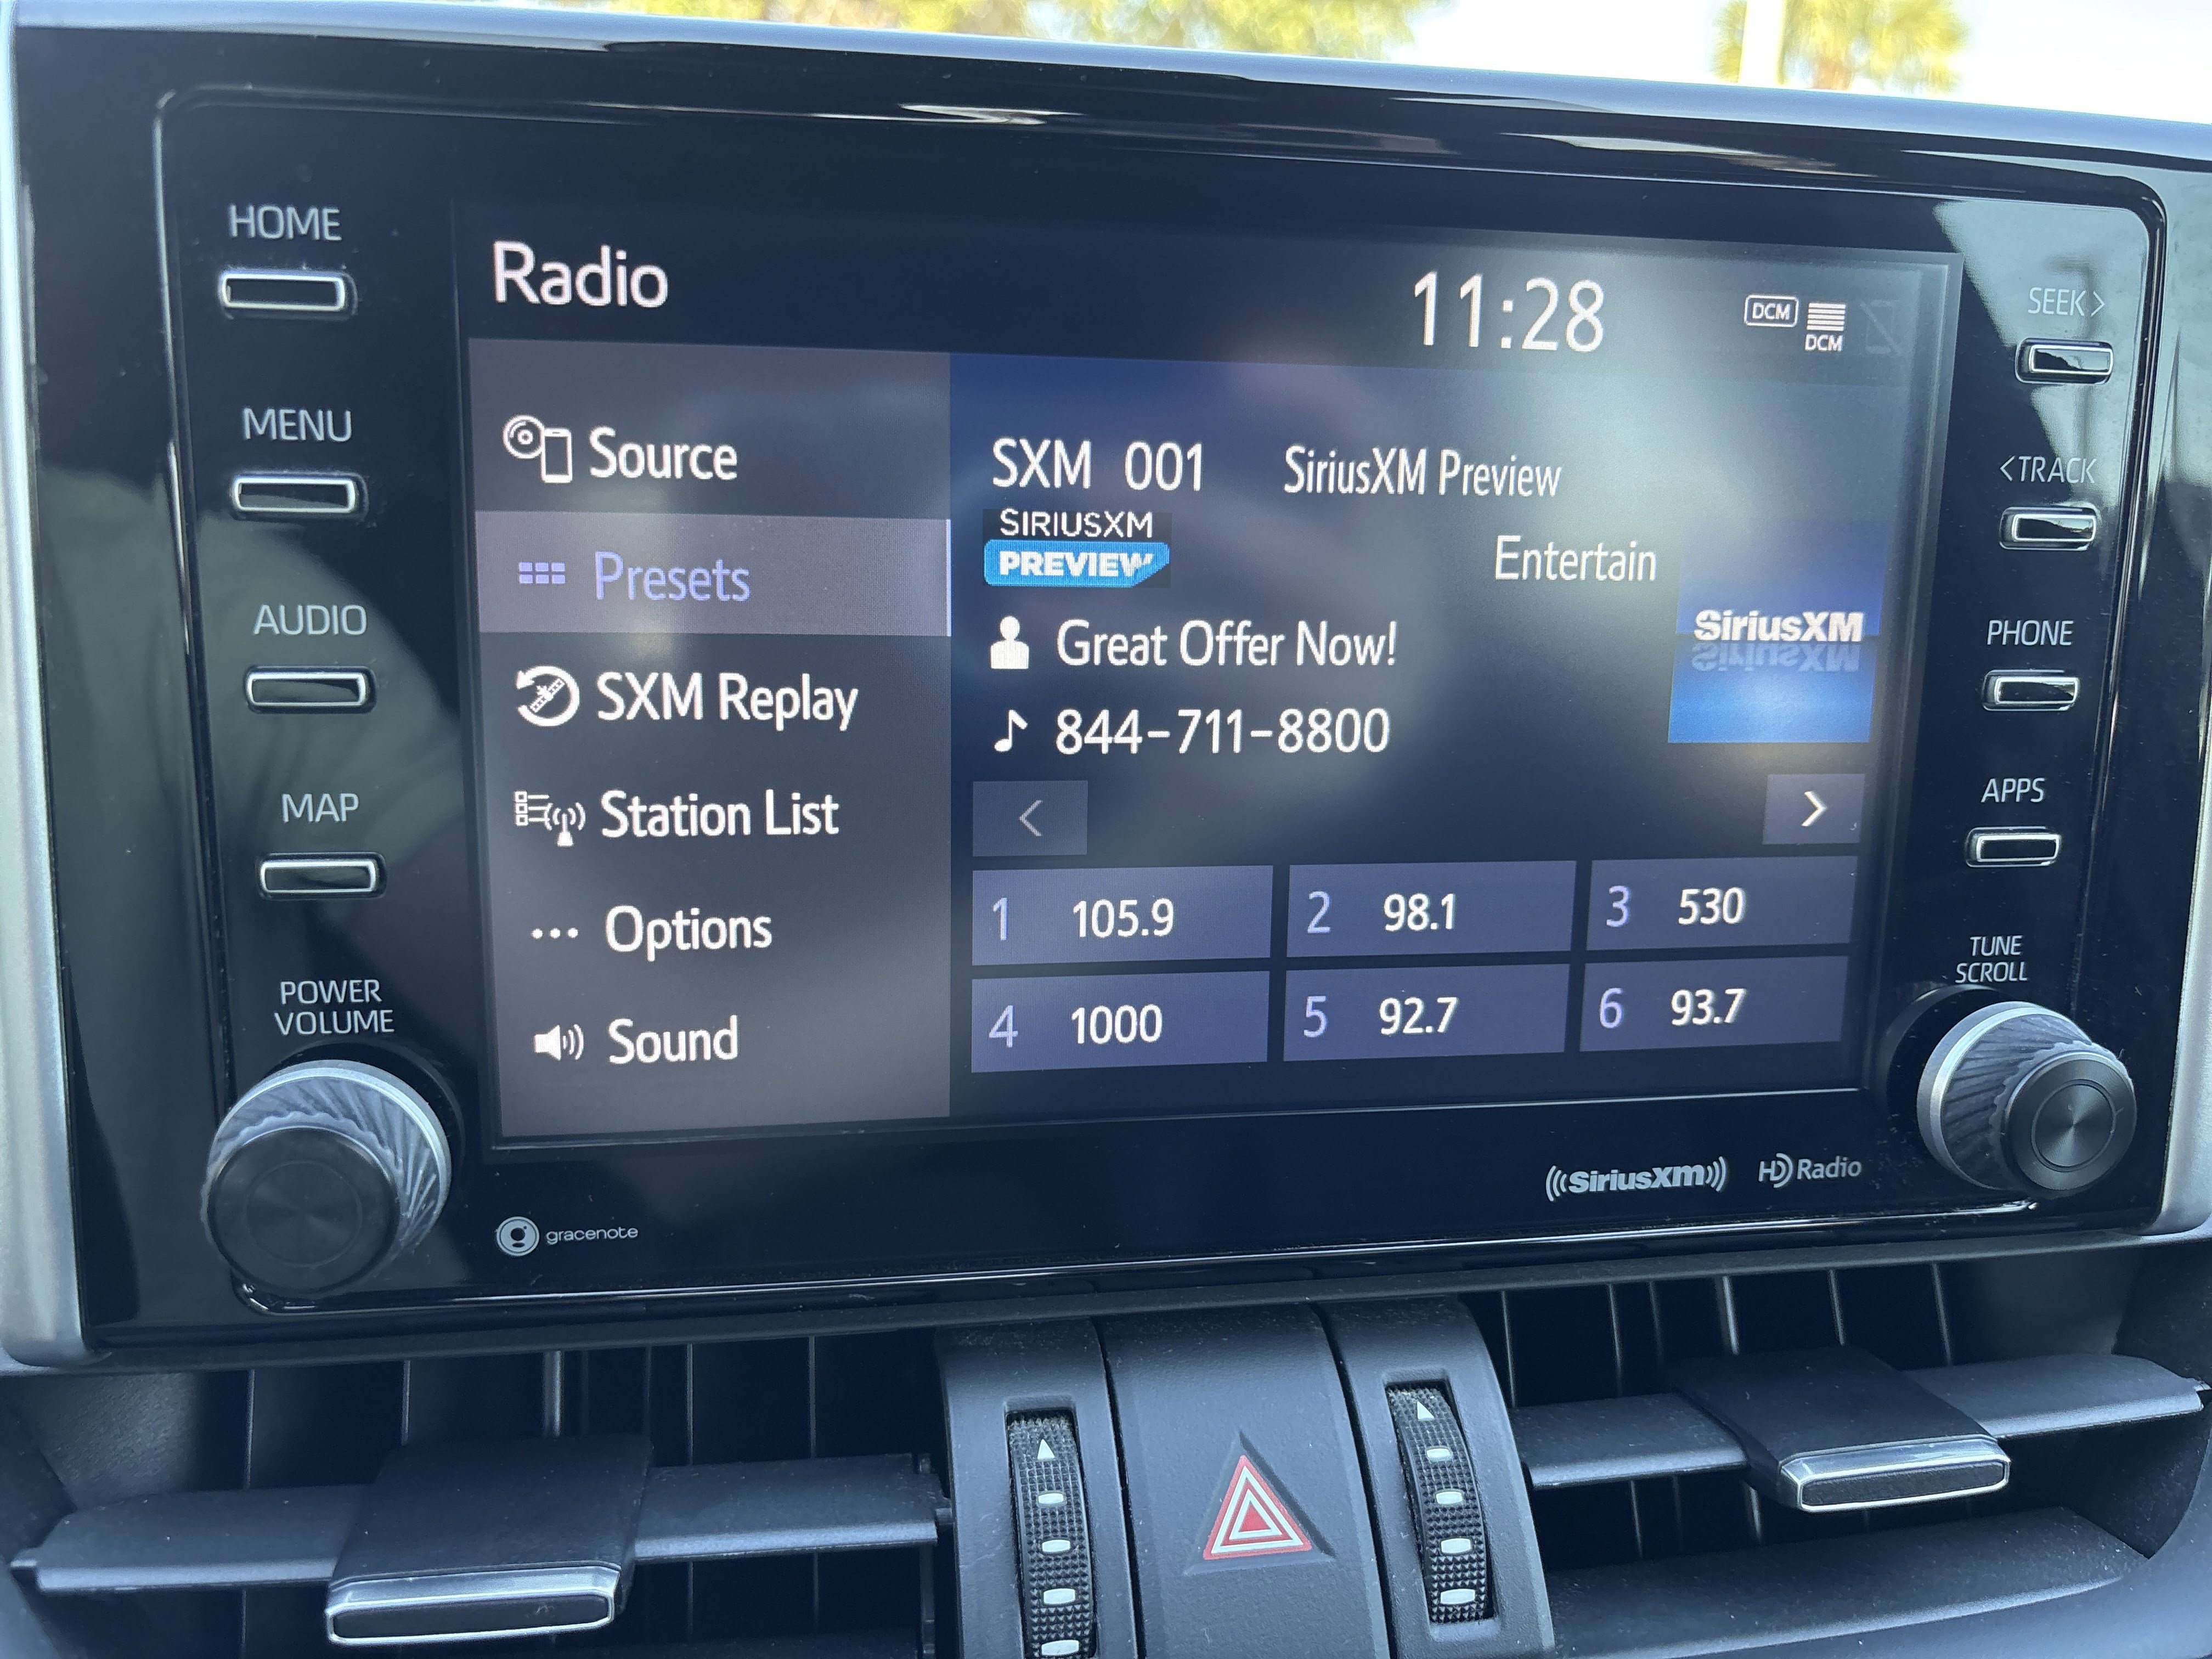 HOME
MENU
AUDIO
MAP
POWER
VOLUME
Radio
11:28
DCM
DCM
Source
Presets
SXM Replay
Station List
Options
Sound
SXM 001 SiriusXM Preview
SIRIUSXM
PREVIEW
Entertain
Great Offer Now!
844-711-8800
SiriusXM
SiriusXM
<
>
1 105.9
2 98.1
3 530
4 1000
5 92.7
6 93.7
SEEK>
<TRACK
PHONE
APPS
TUNE
SCROLL
gracenote
(((SiriusXM)))
HD Radio